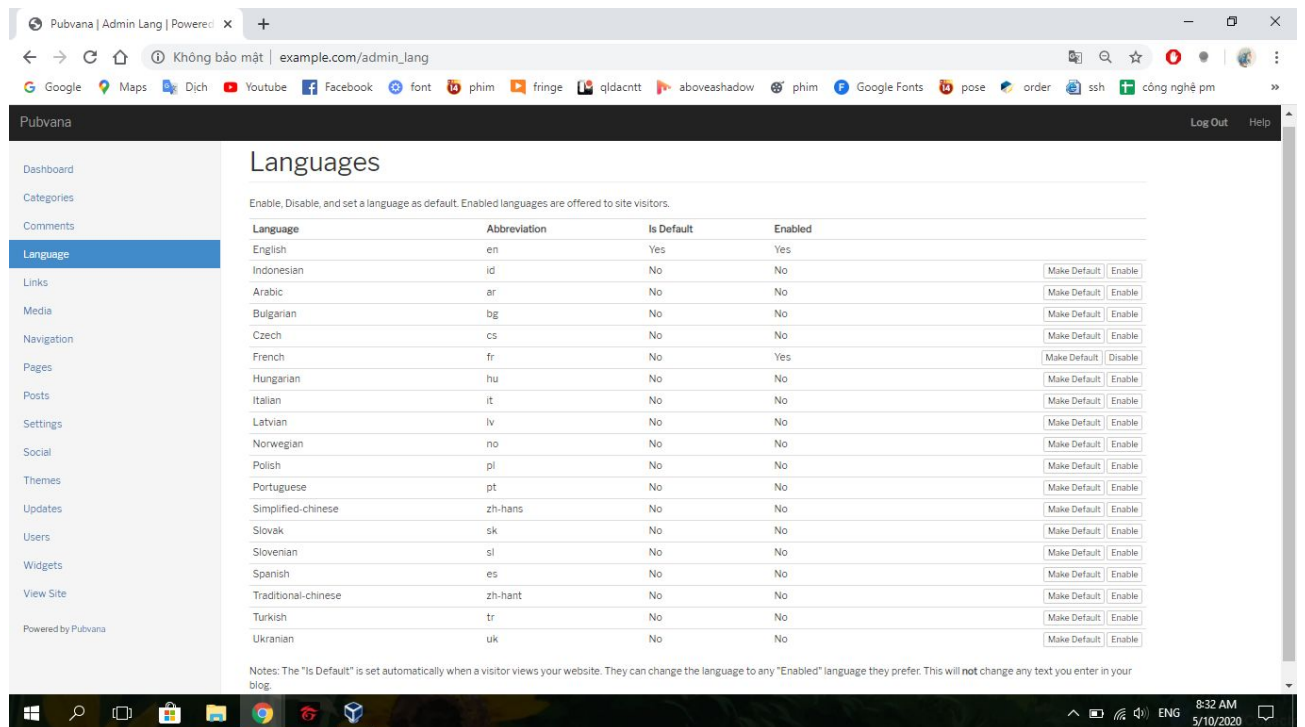 Pubvana | Admin Lang | Powered
Không bảo mật | example.com/admin_lang
Google Maps Dịch Youtube Facebook font phim fringe qldacntt aboveashadow phim Google Fonts pose order ssh công nghệ pm »
Pubvana Log Out Help
Dashboard
Categories
Comments
Language
Links
Media
Navigation
Pages
Posts
Settings
Social
Themes
Updates
Users
Widgets
View Site
Powered by Pubvana
Languages
Enable, Disable, and set a language as default. Enabled languages are offered to site visitors.
Language Abbreviation Is Default Enabled
English en Yes Yes
Indonesian id No No Make Default Enable
Arabic ar No No Make Default Enable
Bulgarian bg No No Make Default Enable
Czech cs No No Make Default Enable
French fr No Yes Make Default Disable
Hungarian hu No No Make Default Enable
Italian it No No Make Default Enable
Latvian lv No No Make Default Enable
Norwegian no No No Make Default Enable
Polish pl No No Make Default Enable
Portuguese pt No No Make Default Enable
Simplified-chinese zh-hans No No Make Default Enable
Slovak sk No No Make Default Enable
Slovenian sl No No Make Default Enable
Spanish es No No Make Default Enable
Traditional-chinese zh-hant No No Make Default Enable
Turkish tr No No Make Default Enable
Ukranian uk No No Make Default Enable
Notes: The "Is Default" is set automatically when a visitor views your website. They can change the language to any "Enabled" language they prefer. This will not change any text you enter in your
blog.
ENG 8:32 AM
5/10/2020